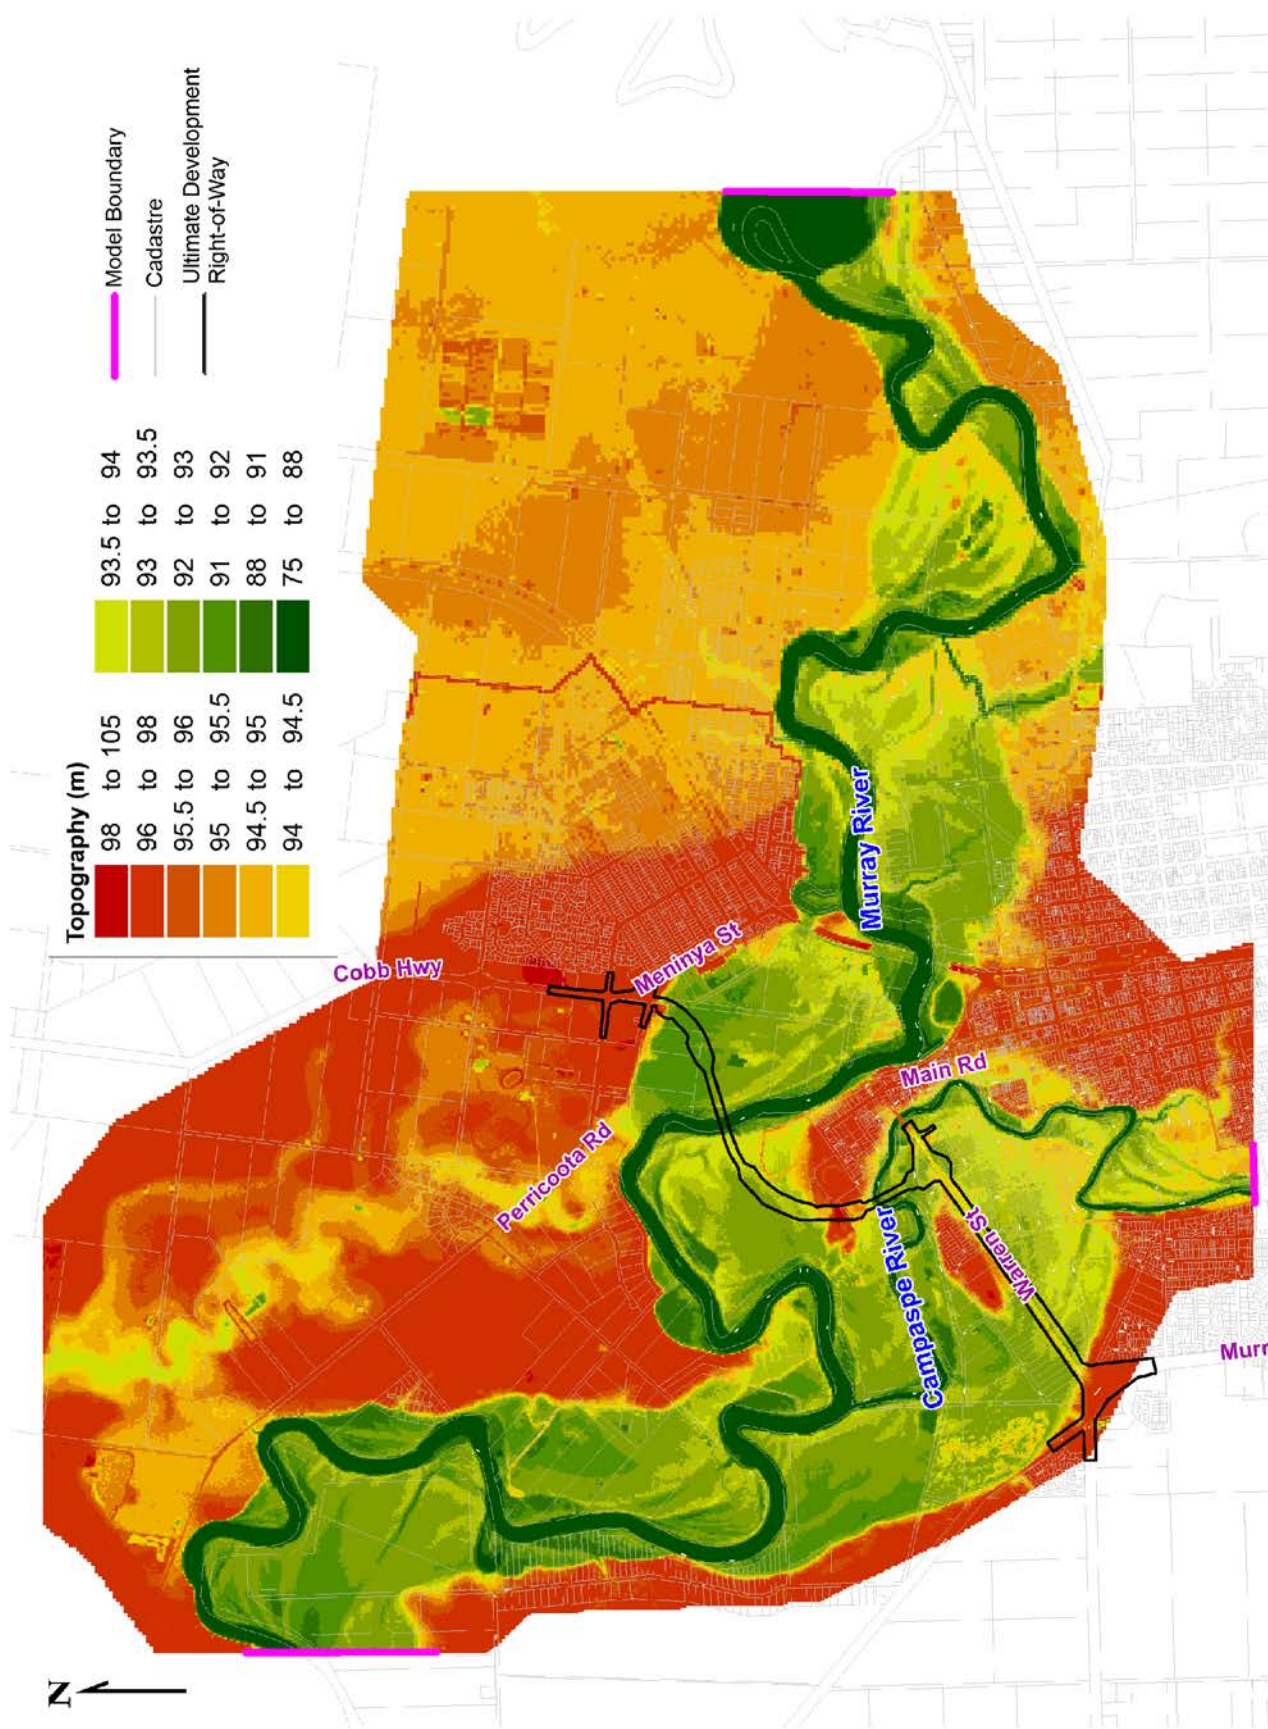 Topography (m)
98 to 105
96 to 98
95.5 to 96
95 to 95.5
94.5 to 95
94 to 94.5
93.5 to 94
93 to 93.5
92 to 93
91 to 92
88 to 91
75 to 88
Model Boundary
Cadastre
Ultimate Development
Right-of-Way
Cobb Hwy
Meninya St
Murray River
Perricoota Rd
Main Rd
Campaspe River
Warren St
Murr
N